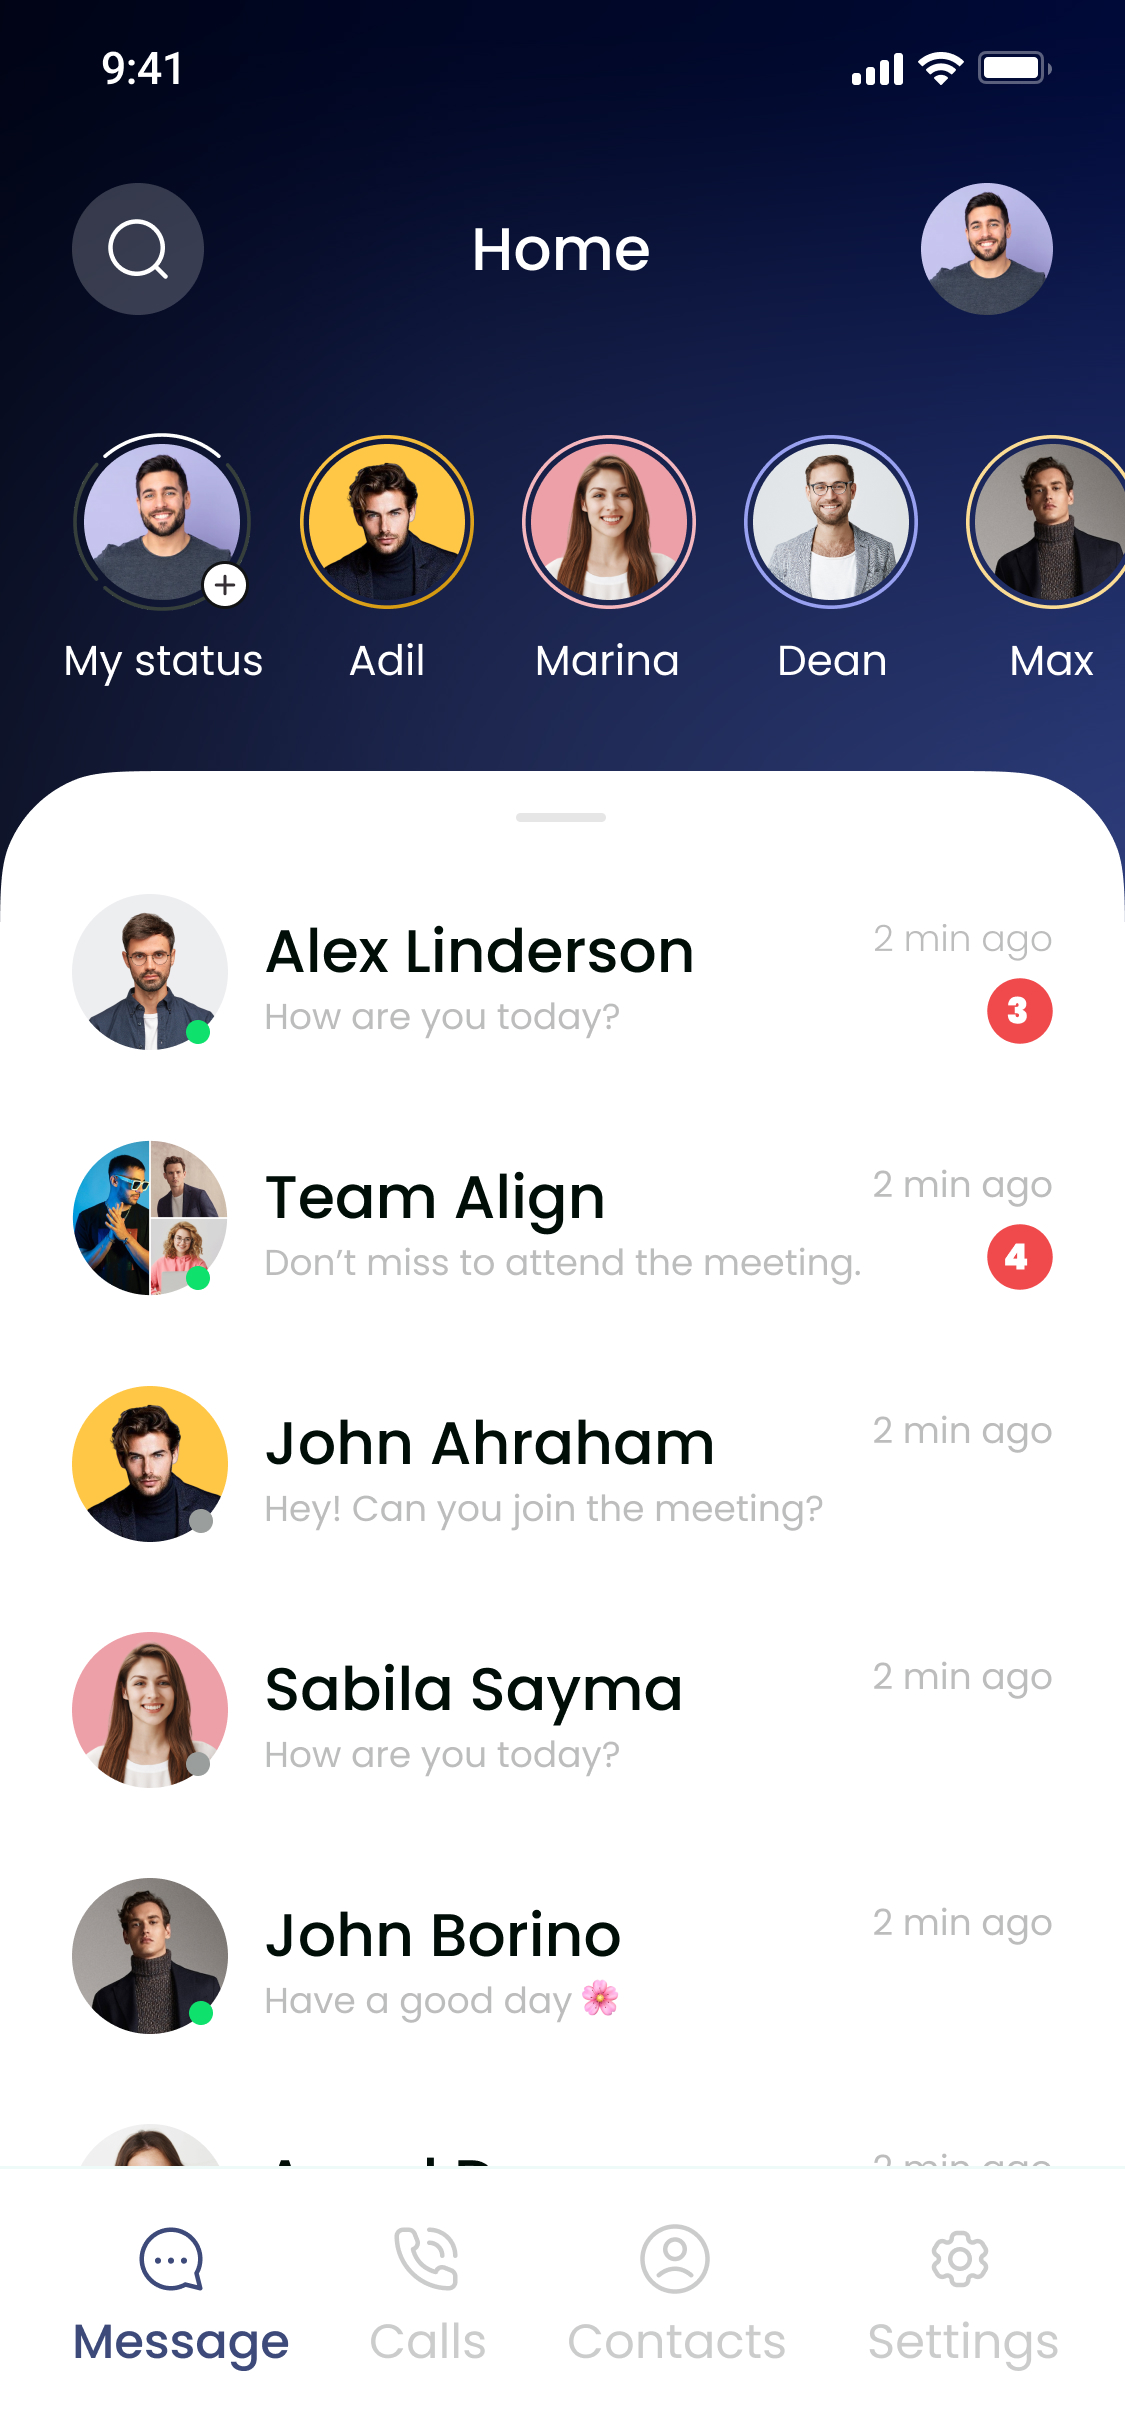 9:41
Home
My status
Adil
Marina
Dean
Max
Alex Linderson
2 min ago
How are you today?
3
Team Align
2 min ago
Don’t miss to attend the meeting.
4
John Ahraham
2 min ago
Hey! Can you join the meeting?
Sabila Sayma
2 min ago
How are you today?
John Borino
2 min ago
Have a good day 🌸
2 min ago
Message
Calls
Contacts
Settings